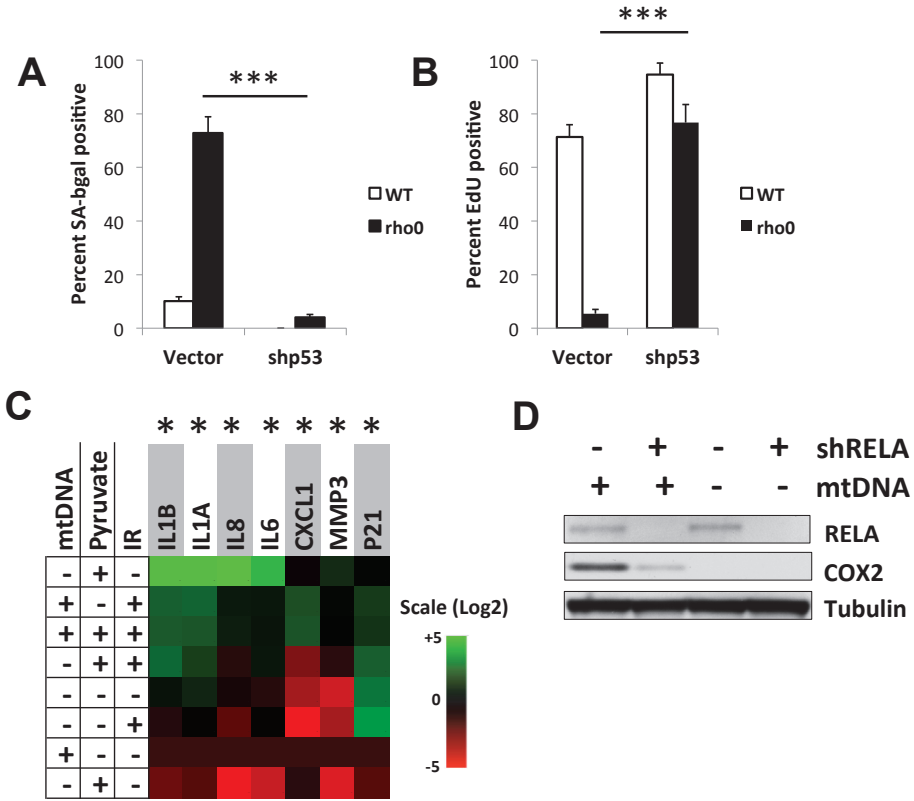 A
***
Percent SA-bgal positive
100
80
60
40
20
0
Vector
shp53
WT
rho0
B
***
Percent EdU positive
100
80
60
40
20
0
Vector
shp53
WT
rho0
C
* * * * * * *
mtDNA Pyruvate IR IL1B IL1A IL8 IL6 CXCL1 MMP3 P21
- + -
+ - +
+ + +
- + +
- - -
- - +
+ - -
- + -
Scale (Log2)
+5
0
-5
D
- + - + shRELA
+ + - - mtDNA
RELA
COX2
Tubulin